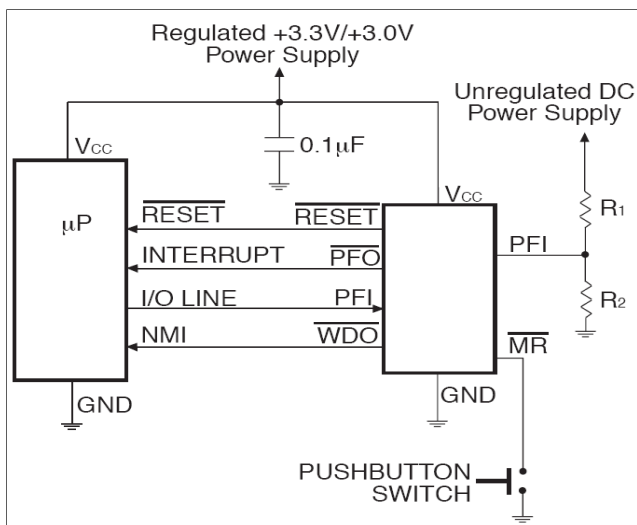 Regulated +3.3V/+3.0V
Power Supply
Unregulated DC
Power Supply
VCC
0.1µF
VCC
R1
µP
RESET
RESET
INTERRUPT
PFO
PFI
I/O LINE
PFI
R2
NMI
WDO
MR
GND
GND
PUSHBUTTON
SWITCH